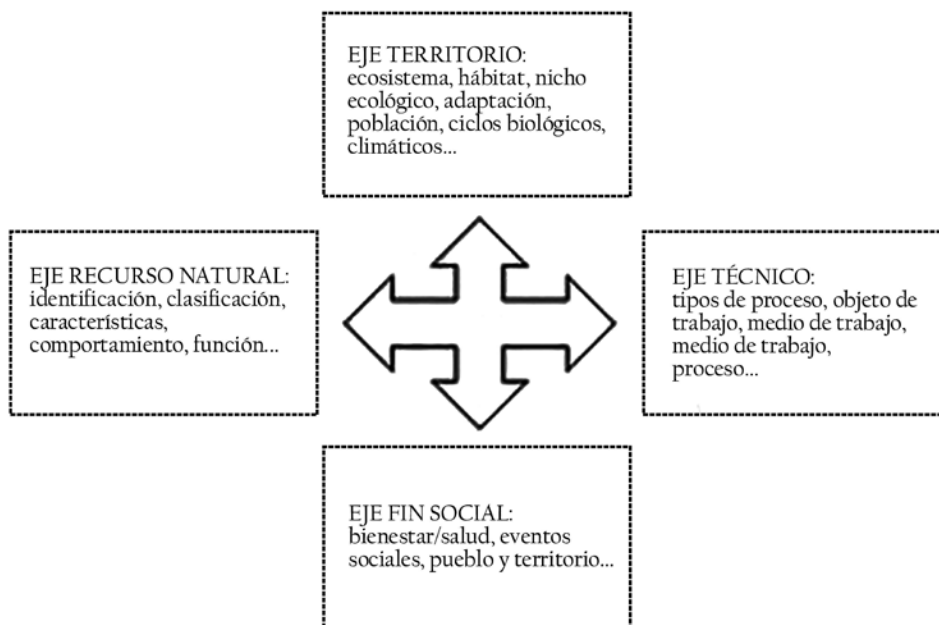 EJE TERRITORIO:
ecosistema, hábitat, nicho
ecológico, adaptación,
población, ciclos biológicos,
climáticos...
EJE RECURSO NATURAL:
identificación, clasificación,
características,
comportamiento, función...
EJE TÉCNICO:
tipos de proceso, objeto de
trabajo, medio de trabajo,
medio de trabajo,
proceso...
EJE FIN SOCIAL:
bienestar/salud, eventos
sociales, pueblo y territorio...